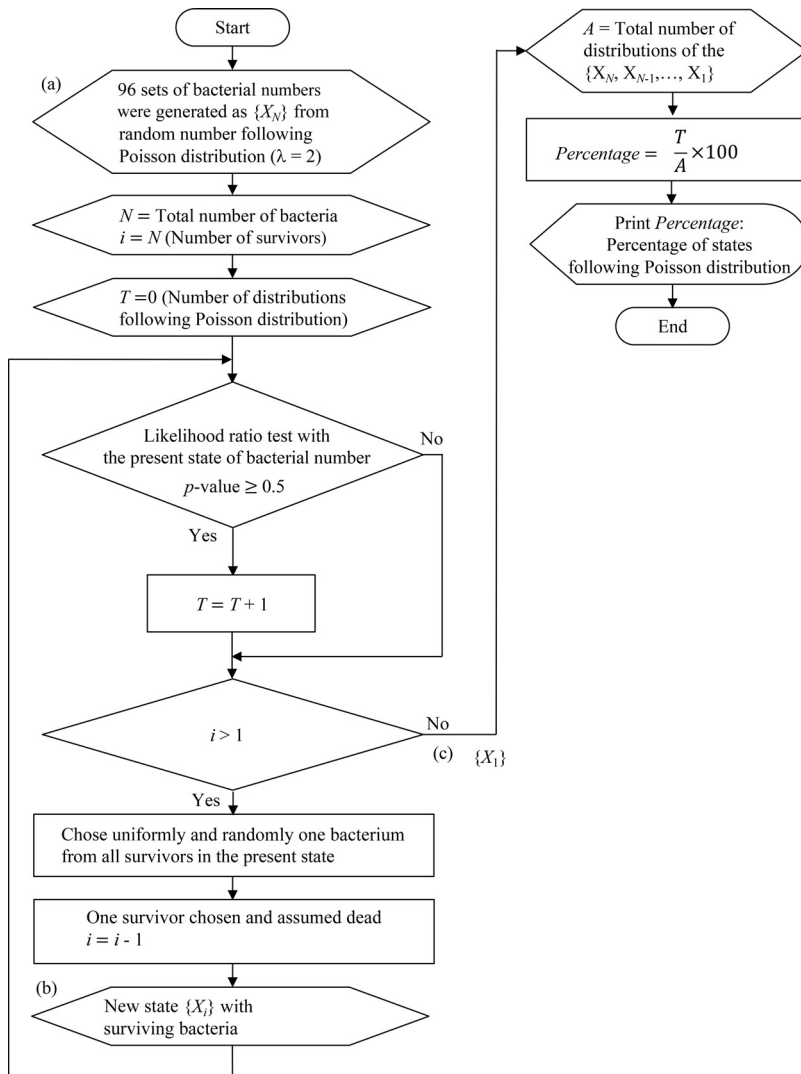 Start
(a)
96 sets of bacterial numbers
were generated as {X_N} from
random number following
Poisson distribution (λ = 2)
N = Total number of bacteria
i = N (Number of survivors)
T =0 (Number of distributions
following Poisson distribution)
Likelihood ratio test with
the present state of bacterial number
p-value ≥ 0.5
No
Yes
T = T + 1
i > 1
No
(c) {X_1}
Yes
Chose uniformly and randomly one bacterium
from all survivors in the present state
One survivor chosen and assumed dead
i = i - 1
(b)
New state {X_i} with
surviving bacteria
A = Total number of
distributions of the
{X_N, X_{N-1},…, X_1}
Percentage = T/A ×100
Print Percentage:
Percentage of states
following Poisson distribution
End